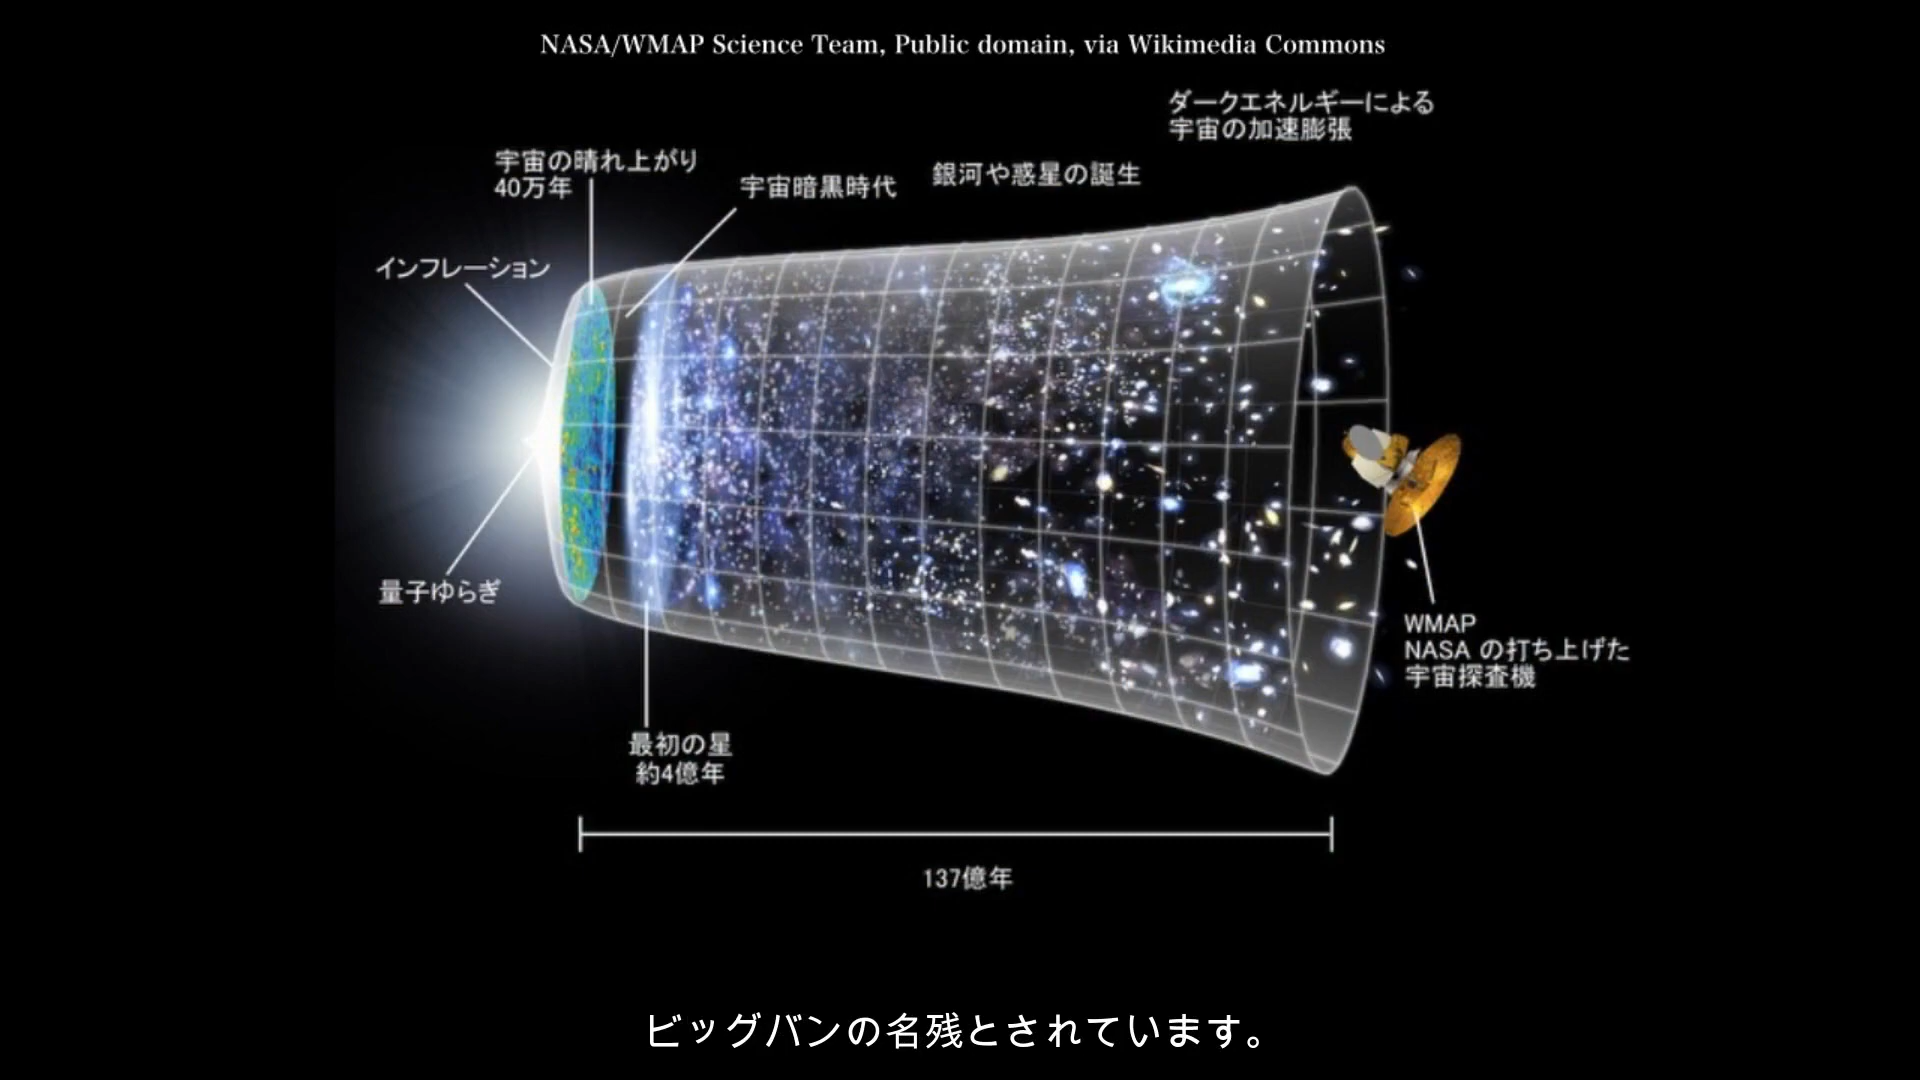 NASA/WMAP Science Team, Public domain, via Wikimedia Commons
ダークエネルギーによる
宇宙の加速膨張
宇宙の晴れ上がり
40万年
宇宙暗黒時代
銀河や惑星の誕生
インフレーション
量子ゆらぎ
WMAP
NASA の打ち上げた
宇宙探査機
最初の星
約4億年
137億年
ビッグバンの名残とされています。